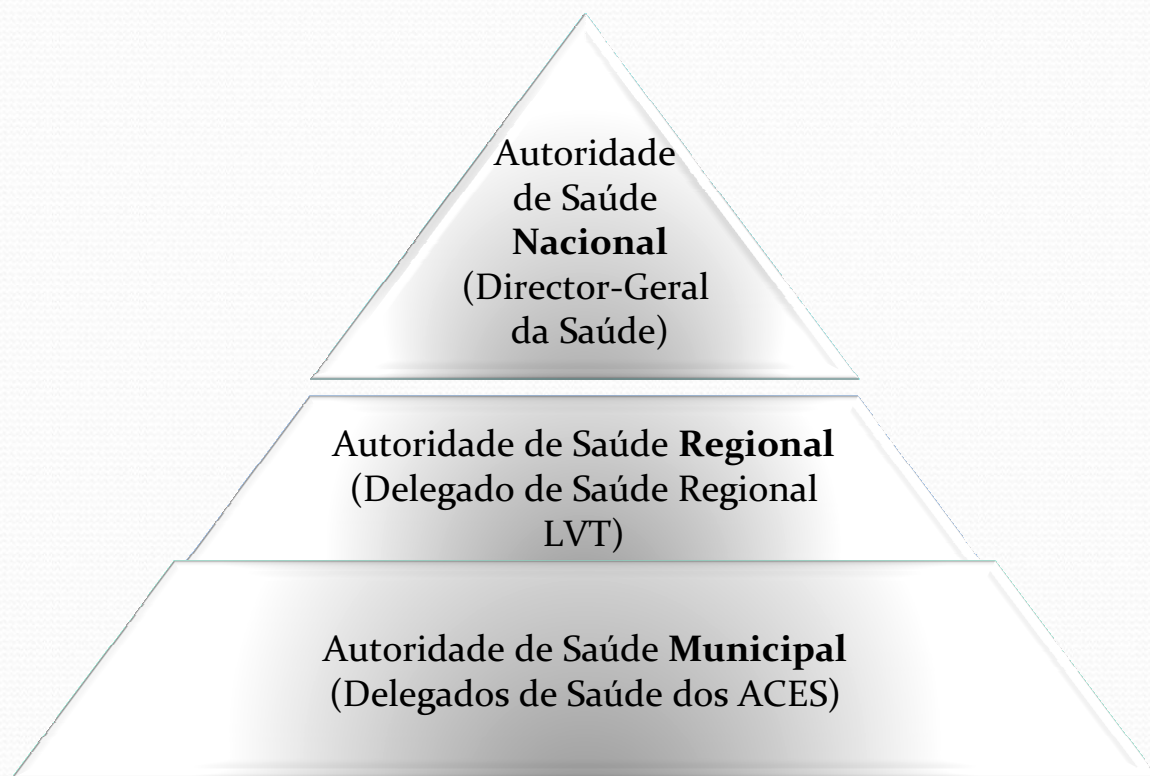 Autoridade
de Saúde
Nacional
(Director-Geral
da Saúde)
Autoridade de Saúde Regional
(Delegado de Saúde Regional
LVT)
Autoridade de Saúde Municipal
(Delegados de Saúde dos ACES)